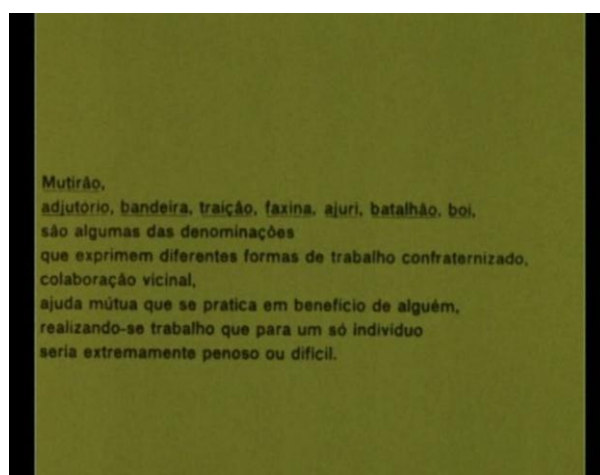 Mutirão,
adjutório, bandeira, traição, faxina, ajuri, batalhão, boi,
são algumas das denominações
que exprimem diferentes formas de trabalho confraternizado,
colaboração vicinal,
ajuda mútua que se pratica em benefício de alguém,
realizando-se trabalho que para um só indivíduo
seria extremamente penoso ou difícil.